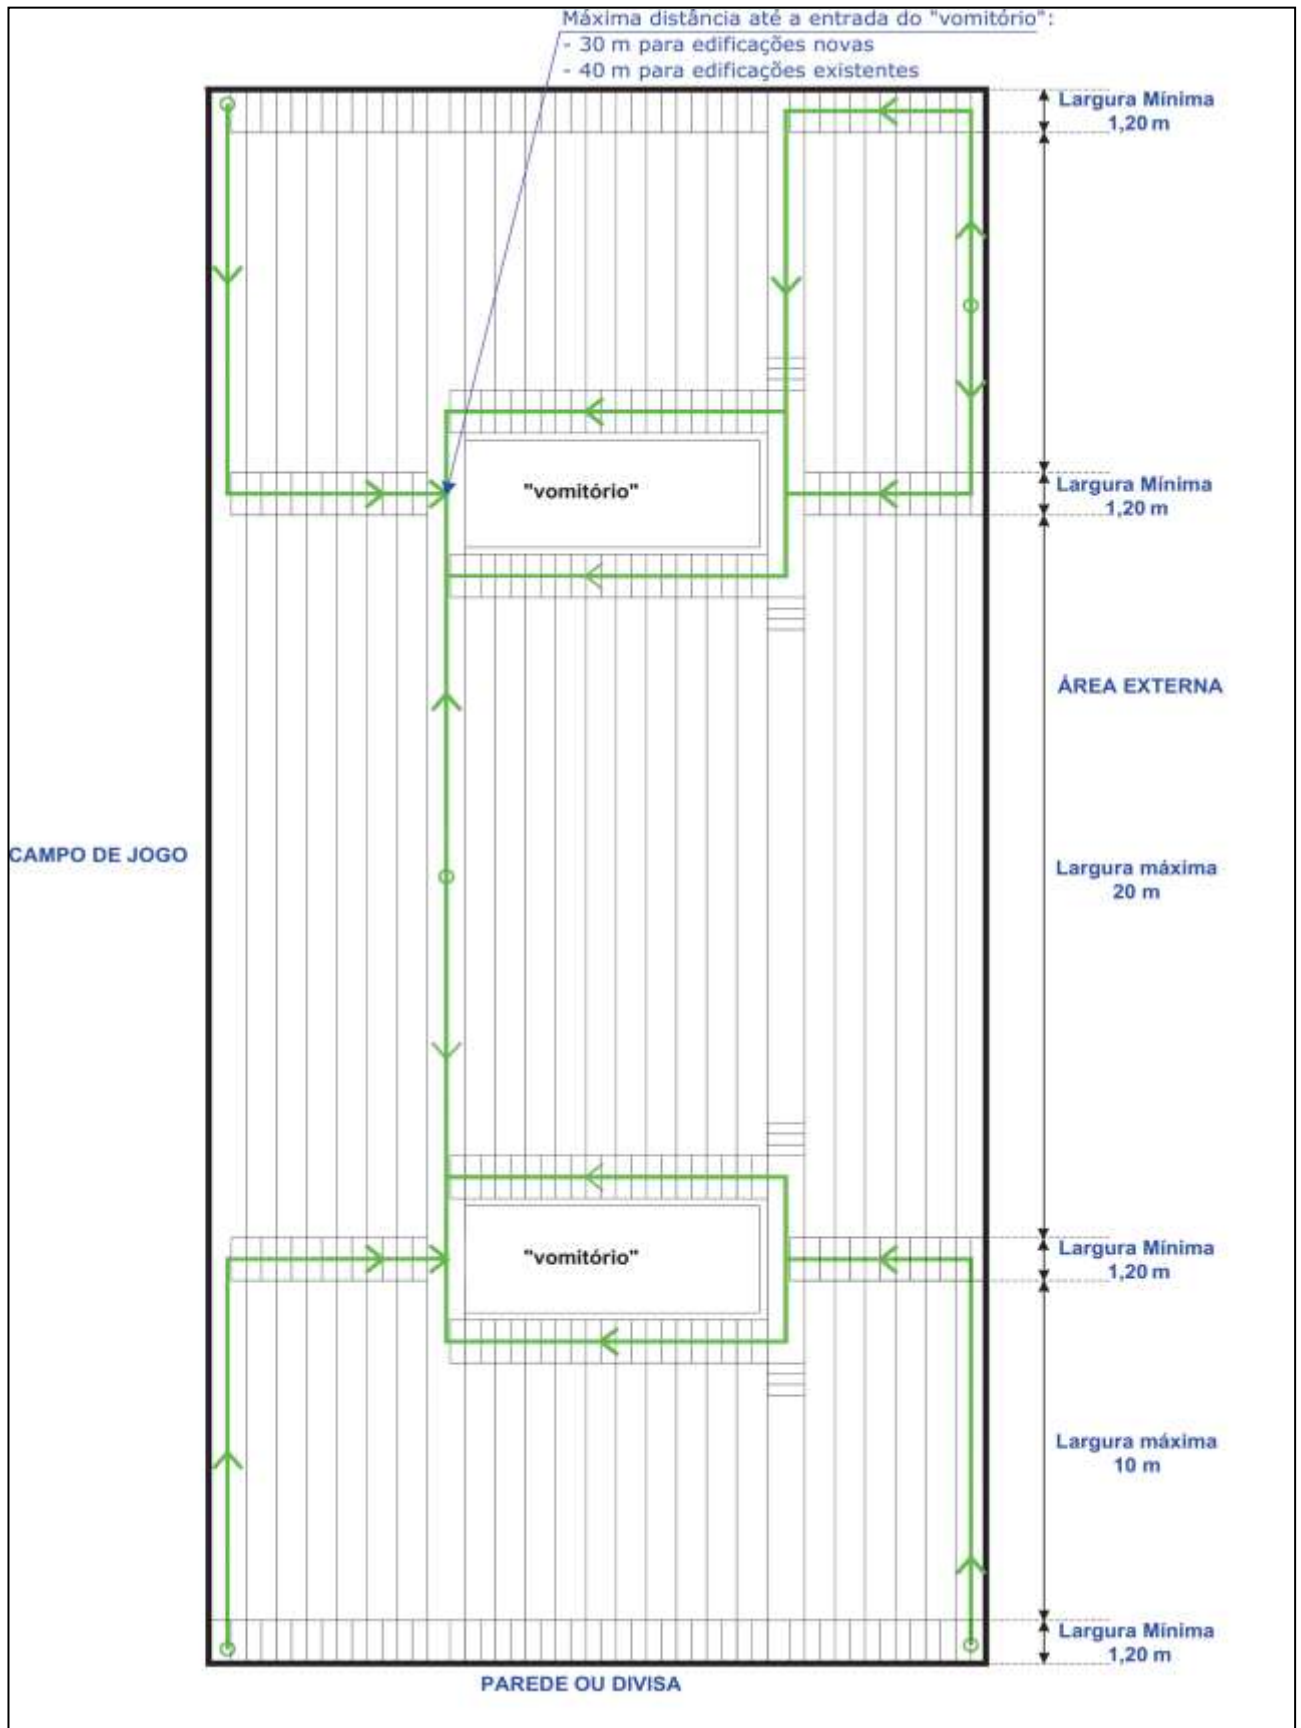 Máxima distância até a entrada do "vomitório":
- 30 m para edificações novas
- 40 m para edificações existentes
Largura Mínima
1,20 m
"vomitório"
Largura Mínima
1,20 m
ÁREA EXTERNA
CAMPO DE JOGO
Largura máxima
20 m
"vomitório"
Largura Mínima
1,20 m
Largura máxima
10 m
Largura Mínima
1,20 m
PAREDE OU DIVISA